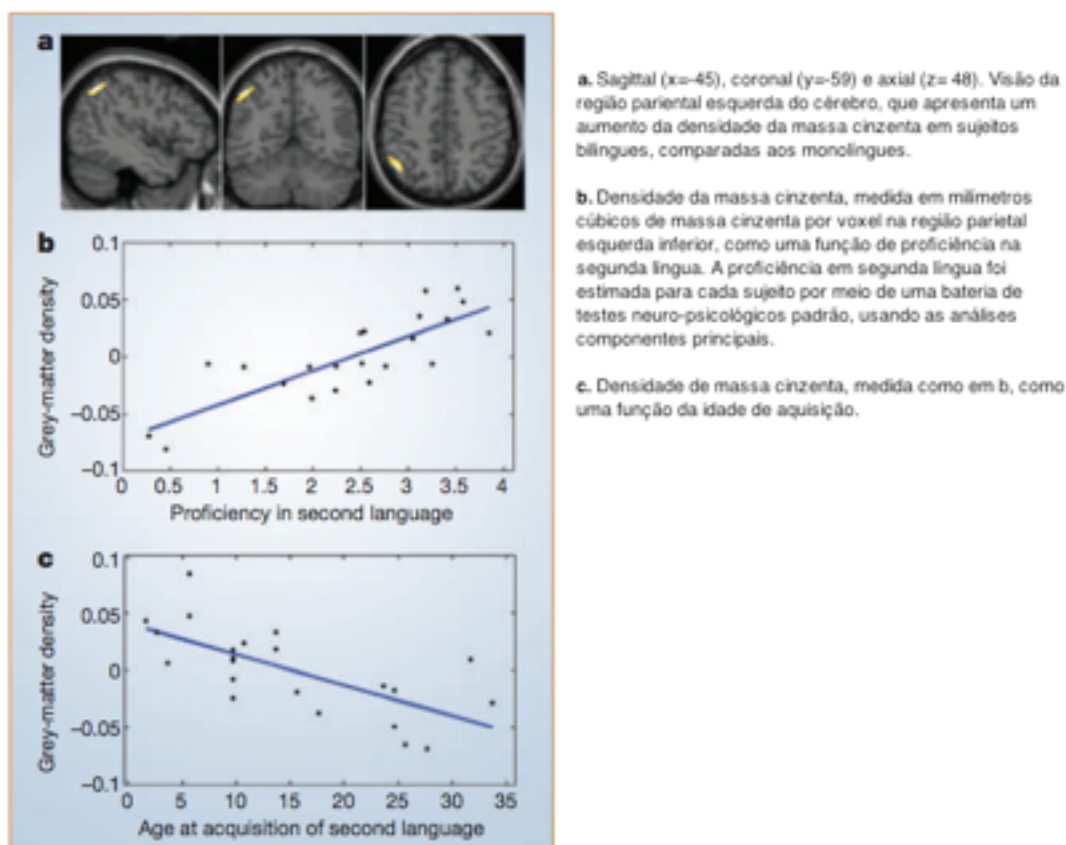 a
b
0.1
0.05
0
−0.05
−0.1
Grey-matter density
0 0.5 1 1.5 2 2.5 3 3.5 4
Proficiency in second language
c
0.1
0.05
0
−0.05
−0.1
Grey-matter density
0 5 10 15 20 25 30 35
Age at acquisition of second language
a. Sagittal (x=-45), coronal (y=-59) e axial (z= 48). Visão da
região pariental esquerda do cérebro, que apresenta um
aumento da densidade da massa cinzenta em sujeitos
bilingues, comparadas aos monolingues.
b. Densidade da massa cinzenta, medida em milimetros
cúbicos de massa cinzenta por voxel na região parietal
esquerda inferior, como uma função de proficiência na
segunda lingua. A proficiência em segunda lingua foi
estimada para cada sujeito por meio de uma bateria de
testes neuro-psicológicos padrão, usando as análises
componentes principais.
c. Densidade de massa cinzenta, medida como em b, como
uma função da idade de aquisição.